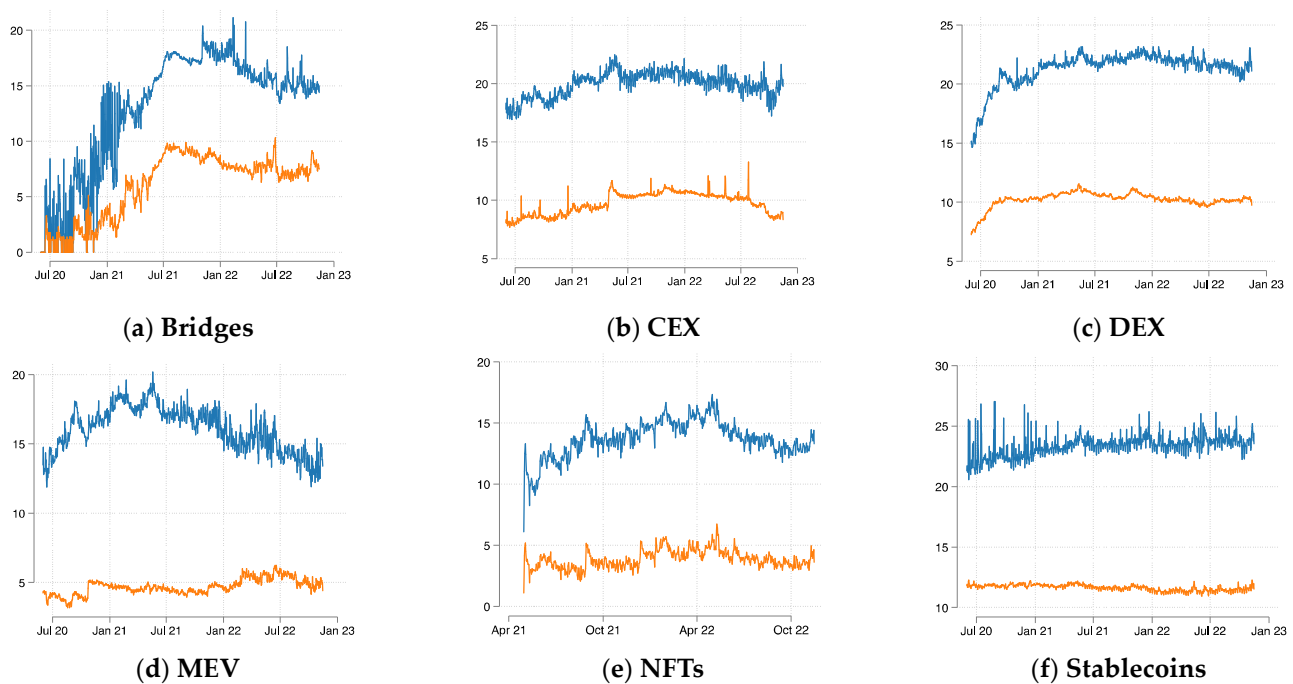 20
15
10
5
0
Jul 20
Jan 21
Jul 21
Jan 22
Jul 22
Jan 23
(a) Bridges
25
20
15
10
5
Jul 20
Jan 21
Jul 21
Jan 22
Jul 22
Jan 23
(b) CEX
25
20
15
10
5
Jul 20
Jan 21
Jul 21
Jan 22
Jul 22
Jan 23
(c) DEX
20
15
10
5
Jul 20
Jan 21
Jul 21
Jan 22
Jul 22
Jan 23
(d) MEV
20
15
10
5
0
Apr 21
Oct 21
Apr 22
Oct 22
(e) NFTs
30
25
20
10
Jul 20
Jan 21
Jul 21
Jan 22
Jul 22
Jan 23
(f) Stablecoins